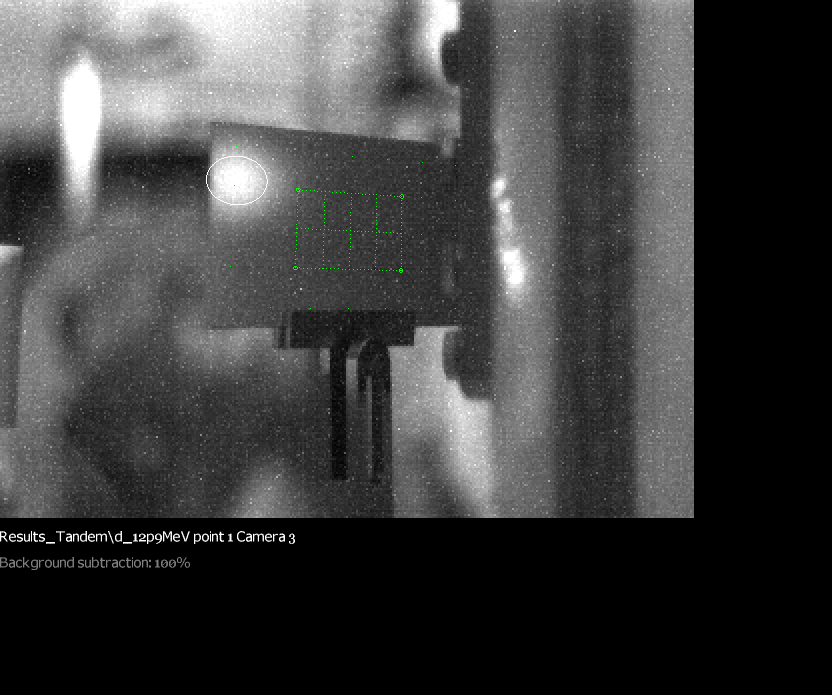 Results_Tandem\d_12p9MeV point 1 Camera 3
Background subtraction: 100%